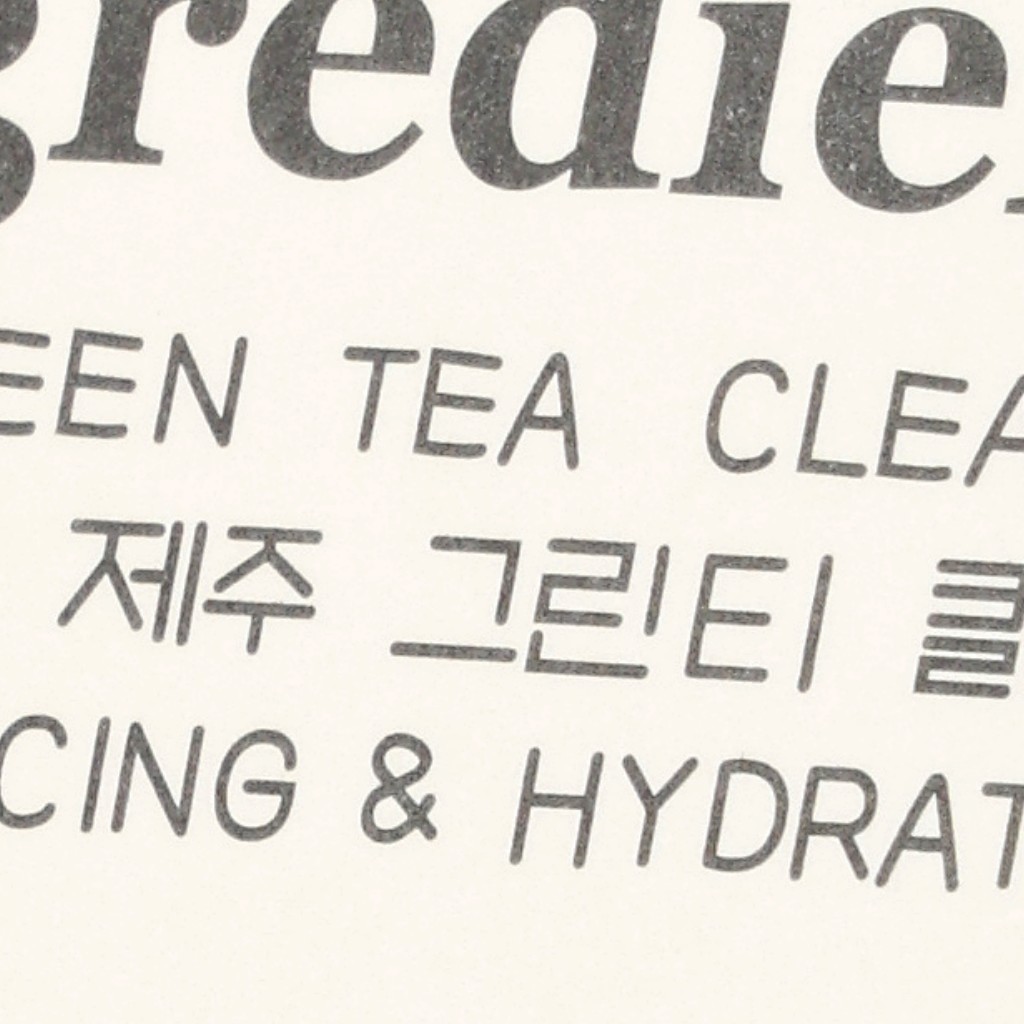 gredie
EEN TEA CLEA
제주 그린티 클
CING & HYDRAT